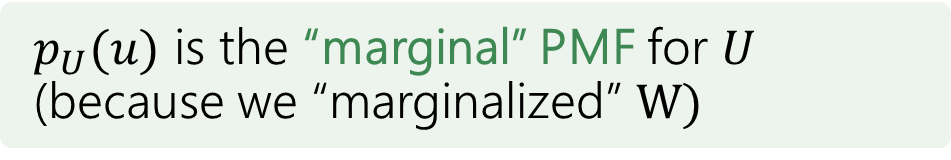 p_U(u) is the “marginal” PMF for U
(because we “marginalized” W)